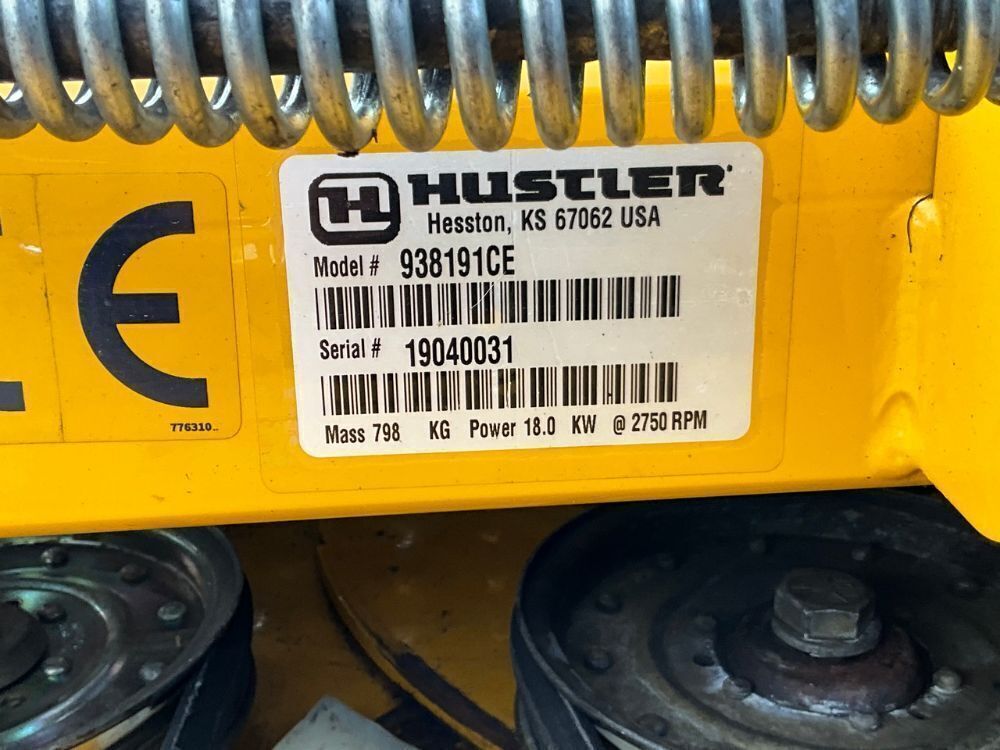 H HUSTLER
Hesston, KS 67062 USA
Model # 938191CE
Serial # 19040031
Mass 798 KG Power 18.0 KW @ 2750 RPM
CE
776310..